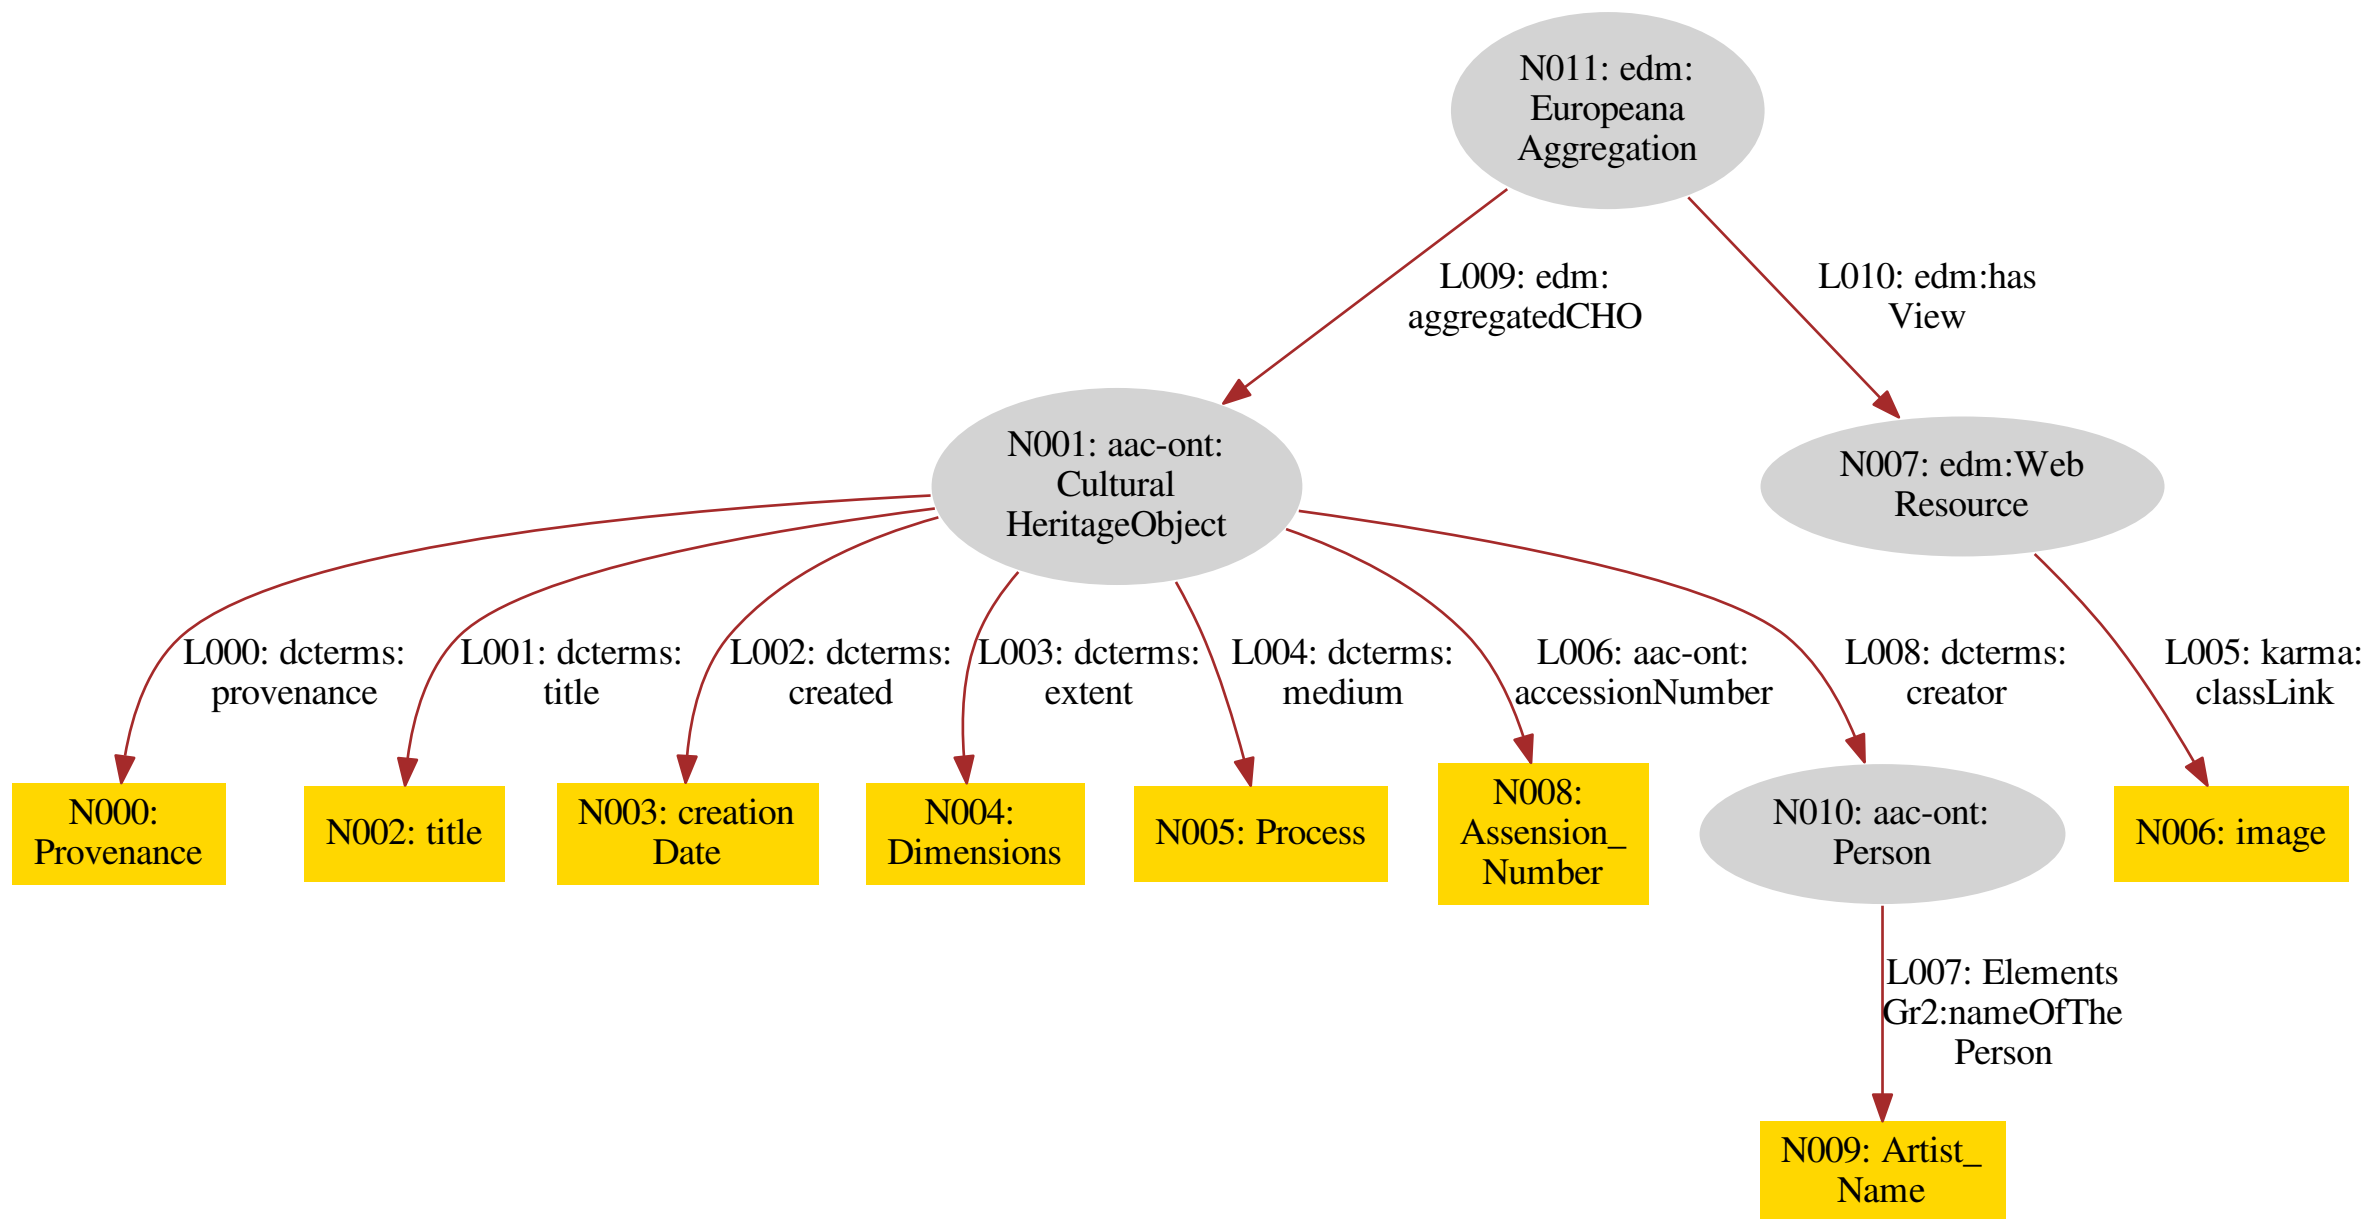 N011: edm:
Europeana
Aggregation
L009: edm:
aggregatedCHO
L010: edm:has
View
N001: aac-ont:
Cultural
HeritageObject
N007: edm:Web
Resource
L000: dcterms:
provenance
L001: dcterms:
title
L002: dcterms:
created
L003: dcterms:
extent
L004: dcterms:
medium
L006: aac-ont:
accessionNumber
L008: dcterms:
creator
L005: karma:
classLink
N000:
Provenance
N002: title
N003: creation
Date
N004:
Dimensions
N005: Process
N008:
Assension_
Number
N010: aac-ont:
Person
N006: image
L007: Elements
Gr2:nameOfThe
Person
N009: Artist_
Name